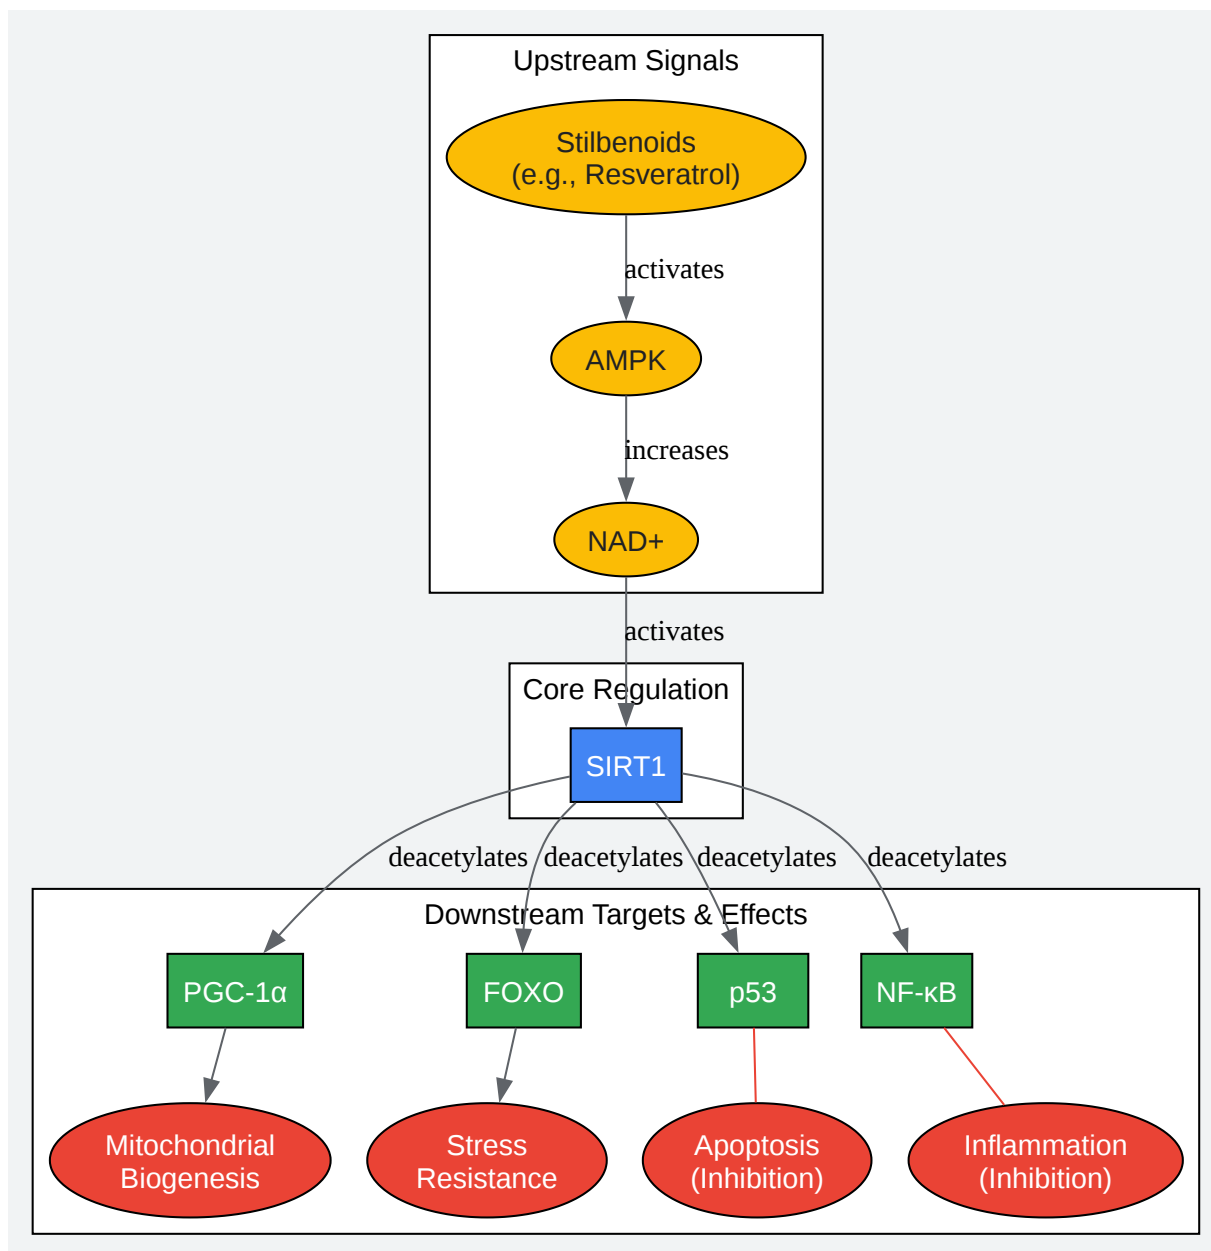 Upstream Signals
Stilbenoids
(e.g., Resveratrol)
activates
AMPK
increases
NAD+
activates
Core Regulation
SIRT1
deacetylates deacetylates deacetylates deacetylates
Downstream Targets & Effects
PGC-1α FOXO p53 NF-κB
Mitochondrial
Biogenesis
Stress
Resistance
Apoptosis
(Inhibition)
Inflammation
(Inhibition)